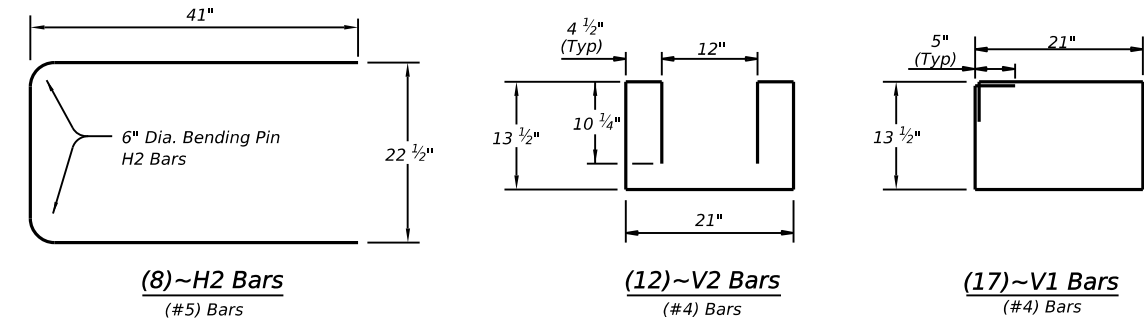 41"
6" Dia. Bending Pin
H2 Bars
22 ½"
(8)~H2 Bars
(#5) Bars
4 ½"
(Typ)
12"
13 ½"
10 ¼"
21"
(12)~V2 Bars
(#4) Bars
5"
(Typ)
21"
13 ½"
(17)~V1 Bars
(#4) Bars